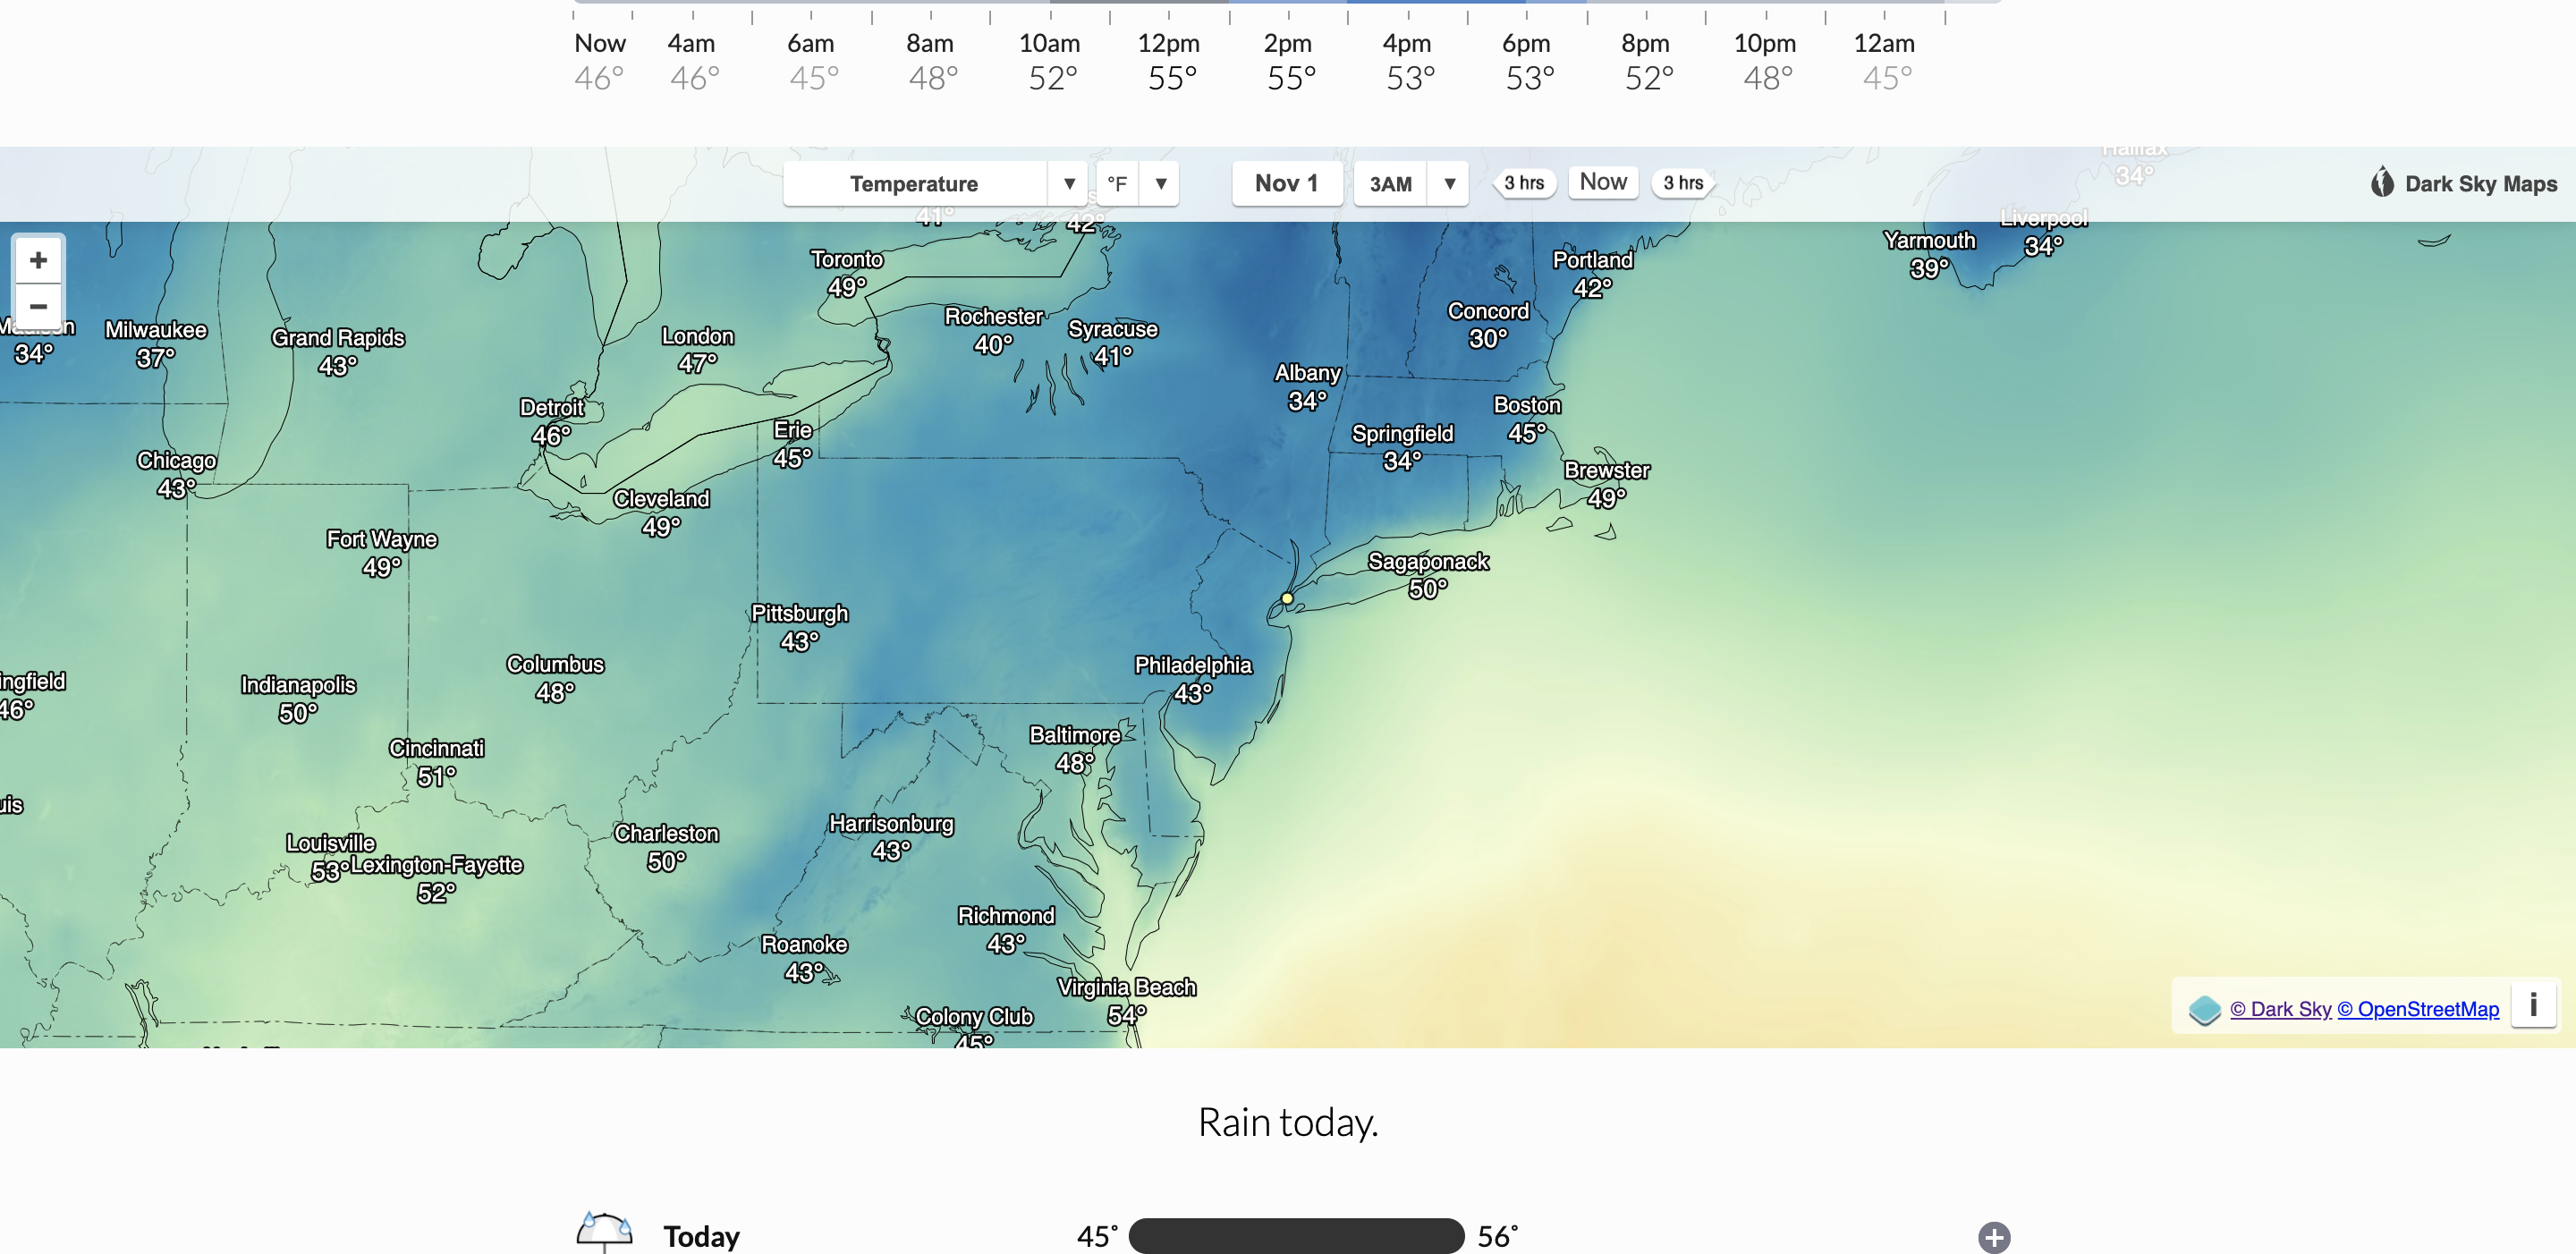 Now 4am 6am 8am 10am 12pm 2pm 4pm 6pm 8pm 10pm 12am
46° 46° 45° 48° 52° 55° 55° 53° 53° 52° 48° 45°
Halifax
34°
Temperature ▼ °F ▼ Nov 1 3AM ▼ 3 hrs Now 3 hrs
Dark Sky Maps
41°
42°
Liverpool
34°
Yarmouth
39°
+
−
Toronto
49°
Portland
42°
Concord
30°
Rochester
40°
Syracuse
41°
34°
Milwaukee
37°
Grand Rapids
43°
London
47°
Albany
34°
Detroit
46°
Boston
45°
Erie
45°
Springfield
34°
Chicago
43°
Brewster
49°
Cleveland
49°
Fort Wayne
49°
Sagaponack
50°
Pittsburgh
43°
Columbus
48°
Philadelphia
43°
ingfield
46°
Indianapolis
50°
Baltimore
48°
Cincinnati
51°
uis
Harrisonburg
43°
Charleston
50°
Louisville
53°
Lexington-Fayette
52°
Richmond
43°
Roanoke
43°
Virginia Beach
54°
Colony Club
45°
© Dark Sky © OpenStreetMap i
Rain today.
Today 45° 56° +